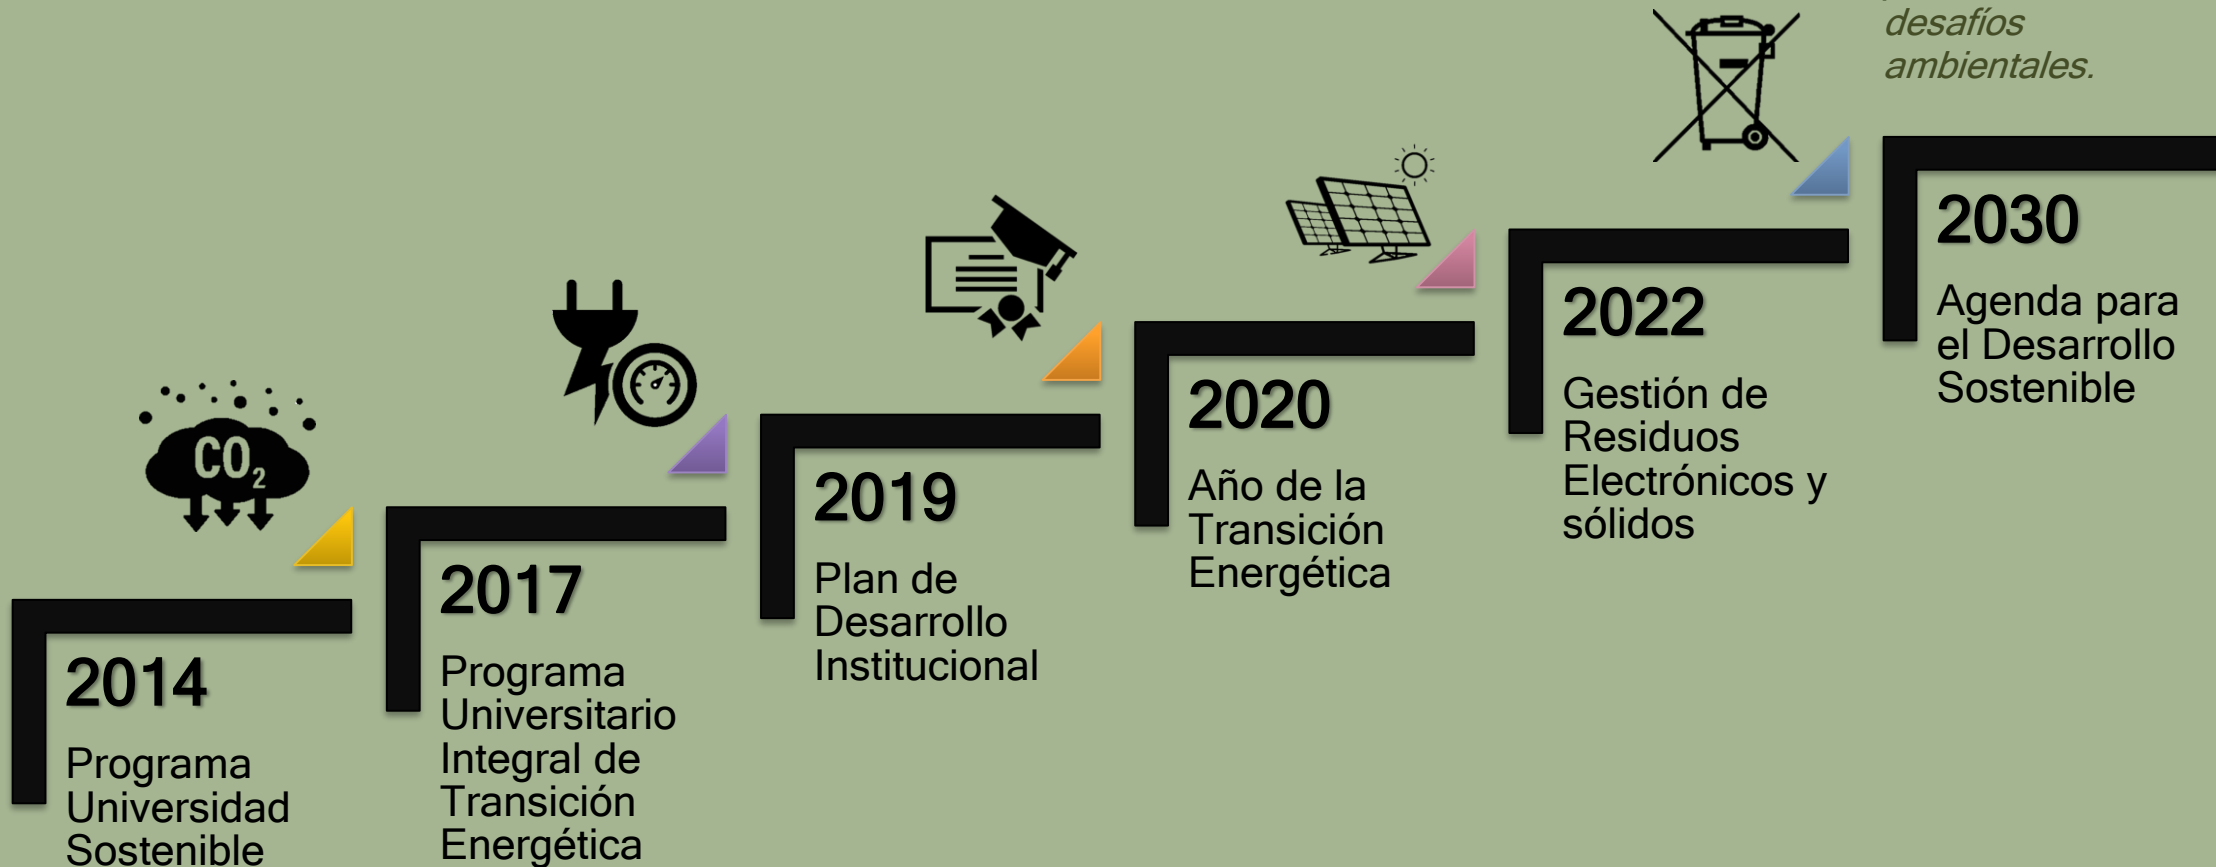 desafíos
ambientales.
CO2
2014
Programa
Universidad
Sostenible
2017
Programa
Universitario
Integral de
Transición
Energética
2019
Plan de
Desarrollo
Institucional
2020
Año de la
Transición
Energética
2022
Gestión de
Residuos
Electrónicos y
sólidos
2030
Agenda para
el Desarrollo
Sostenible